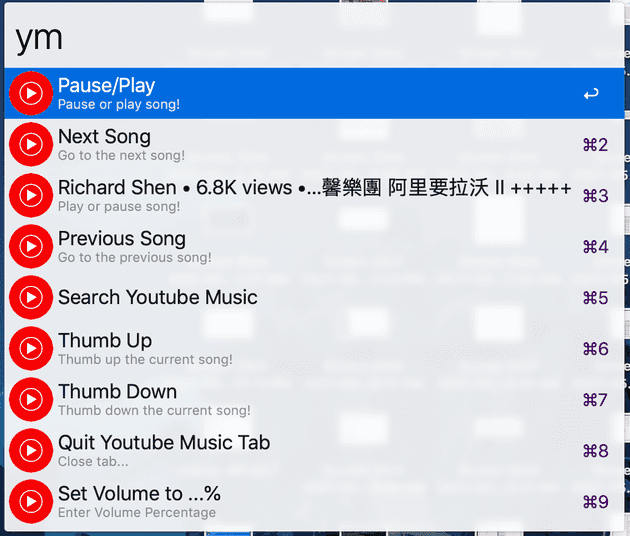 ym
Pause/Play
Pause or play song!
↩
Next Song
Go to the next song!
⌘2
Richard Shen • 6.8K views •...馨樂團 阿里要拉沃 II +++++
Play or pause song!
⌘3
Previous Song
Go to the previous song!
⌘4
Search Youtube Music
⌘5
Thumb Up
Thumb up the current song!
⌘6
Thumb Down
Thumb down the current song!
⌘7
Quit Youtube Music Tab
Close tab...
⌘8
Set Volume to ...%
Enter Volume Percentage
⌘9